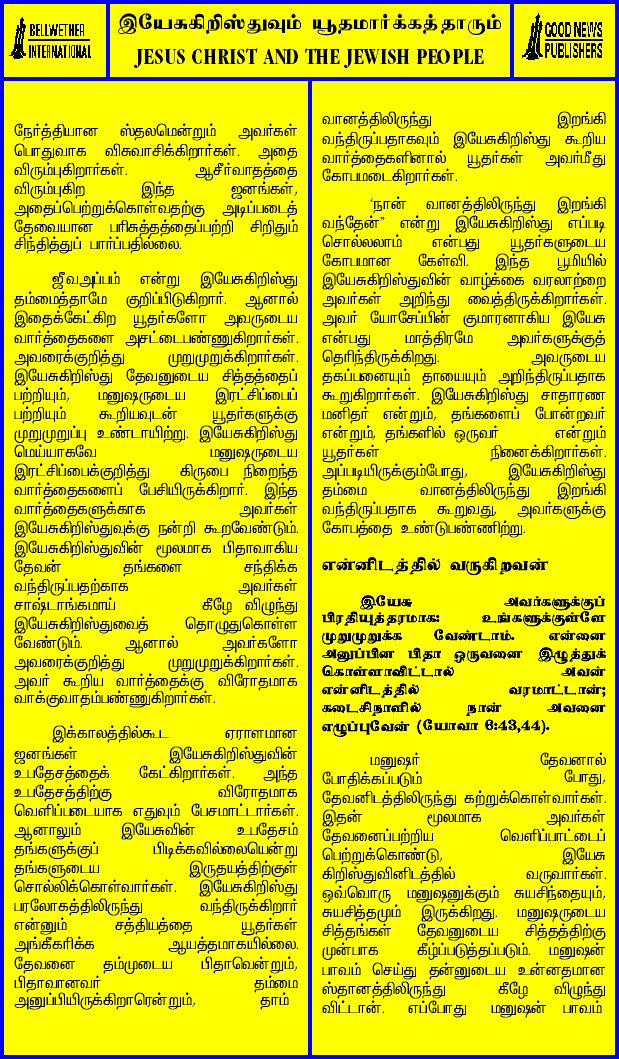 BELLWETHER
INTERNATIONAL
இயேசுகிறிஸ்துவும் யூதமார்க்கத்தாரும்
JESUS CHRIST AND THE JEWISH PEOPLE
GOOD NEWS
PUBLISHERS
நேர்த்தியான ஸ்தலமென்றும் அவர்கள்
பொதுவாக விசுவாசிக்கிறார்கள். அதை
விரும்புகிறார்கள். ஆசீர்வாதத்தை
விரும்புகிற இந்த ஜனங்கள்,
அதைப்பெற்றுக்கொள்வதற்கு அடிப்படைத்
தேவையான பரிசுத்தத்தைப்பற்றி சிறிதும்
சிந்தித்துப் பார்ப்பதில்லை.
ஜீவஅப்பம் என்று இயேசுகிறிஸ்து
தம்மைத்தாமே குறிப்பிடுகிறார். ஆனால்
இதைக்கேட்கிற யூதர்களோ அவருடைய
வார்த்தைகளை அசட்டைபண்ணுகிறார்கள்.
அவரைக்குறித்து முறுமுறுக்கிறார்கள்.
இயேசுகிறிஸ்து தேவனுடைய சித்தத்தைப்
பற்றியும், மனுஷருடைய இரட்சிப்பைப்
பற்றியும் கூறியவுடன் யூதர்களுக்கு
முறுமுறுப்பு உண்டாயிற்று. இயேசுகிறிஸ்து
மெய்யாகவே மனுஷருடைய
இரட்சிப்பைக்குறித்து கிருபை நிறைந்த
வார்த்தைகளைப் பேசியிருக்கிறார். இந்த
வார்த்தைகளுக்காக அவர்கள்
இயேசுகிறிஸ்துவுக்கு நன்றி கூறவேண்டும்.
இயேசுகிறிஸ்துவின் மூலமாக பிதாவாகிய
தேவன் தங்களை சந்திக்க
வந்திருப்பதற்காக அவர்கள்
சாஷ்டாங்கமாய் கீழே விழுந்து
இயேசுகிறிஸ்துவைத் தொழுதுகொள்ள
வேண்டும். ஆனால் அவர்களோ
அவரைக்குறித்து முறுமுறுக்கிறார்கள்.
அவர் கூறிய வார்த்தைக்கு விரோதமாக
வாக்குவாதம்பண்ணுகிறார்கள்.
இக்காலத்தில்கூட ஏராளமான
ஜனங்கள் இயேசுகிறிஸ்துவின்
உபதேசத்தைக் கேட்கிறார்கள். அந்த
உபதேசத்திற்கு விரோதமாக
வெளிப்படையாக எதுவும் பேசமாட்டார்கள்.
ஆனாலும் இயேசுவின் உபதேசம்
தங்களுக்குப் பிடிக்கவில்லையென்று
தங்களுடைய இருதயத்திற்குள்
சொல்லிக்கொள்வார்கள். இயேசுகிறிஸ்து
பரலோகத்திலிருந்து வந்திருக்கிறார்
என்னும் சத்தியத்தை யூதர்கள்
அங்கீகரிக்க ஆயத்தமாகயில்லை.
தேவனை தம்முடைய பிதாவென்றும்,
பிதாவானவர் தம்மை
அனுப்பியிருக்கிறாரென்றும், தாம்
வானத்திலிருந்து இறங்கி
வந்திருப்பதாகவும் இயேசுகிறிஸ்து கூறிய
வார்த்தைகளினால் யூதர்கள் அவர்மீது
கோபமடைகிறார்கள்.
‘நான் வானத்திலிருந்து இறங்கி
வந்தேன்” என்று இயேசுகிறிஸ்து எப்படி
சொல்லலாம் என்பது யூதர்களுடைய
கோபமான கேள்வி. இந்த பூமியில்
இயேசுகிறிஸ்துவின் வாழ்க்கை வரலாற்றை
அவர்கள் அறிந்து வைத்திருக்கிறார்கள்.
அவர் யோசேப்பின் குமாரனாகிய இயேசு
என்பது மாத்திரமே அவர்களுக்குத்
தெரிந்திருக்கிறது. அவருடைய
தகப்பனையும் தாயையும் அறிந்திருப்பதாக
கூறுகிறார்கள். இயேசுகிறிஸ்து சாதாரண
மனிதர் என்றும், தங்களைப் போன்றவர்
என்றும், தங்களில் ஒருவர் என்றும்
யூதர்கள் நினைக்கிறார்கள்.
அப்படியிருக்கும்போது, இயேசுகிறிஸ்து
தம்மை வானத்திலிருந்து இறங்கி
வந்திருப்பதாக கூறுவது, அவர்களுக்கு
கோபத்தை உண்டுபண்ணிற்று.
என்னிடத்தில் வருகிறவன்
இயேசு அவர்களுக்குப்
பிரதியுத்தரமாக: உங்களுக்குள்ளே
முறுமுறுக்க வேண்டாம். என்னை
அனுப்பின பிதா ஒருவனை இழுத்துக்
கொள்ளாவிட்டால் அவன்
என்னிடத்தில் வரமாட்டான்;
கடைசிநாளில் நான் அவனை
எழுப்புவேன் (யோவா 6:43,44).
மனுஷர் தேவனால்
போதிக்கப்படும் போது,
தேவனிடத்திலிருந்து கற்றுக்கொள்வார்கள்.
இதன் மூலமாக அவர்கள்
தேவனைப்பற்றிய வெளிப்பாட்டைப்
பெற்றுக்கொண்டு, இயேசு
கிறிஸ்துவினிடத்தில் வருவார்கள்.
ஒவ்வொரு மனுஷனுக்கும் சுயசிந்தையும்,
சுயசித்தமும் இருக்கிறது. மனுஷருடைய
சித்தங்கள் தேவனுடைய சித்தத்திற்கு
முன்பாக கீழ்ப்படுத்தப்படும். மனுஷன்
பாவம் செய்து தன்னுடைய உன்னதமான
ஸ்தானத்திலிருந்து கீழே விழுந்து
விட்டான். எப்போது மனுஷன் பாவம்